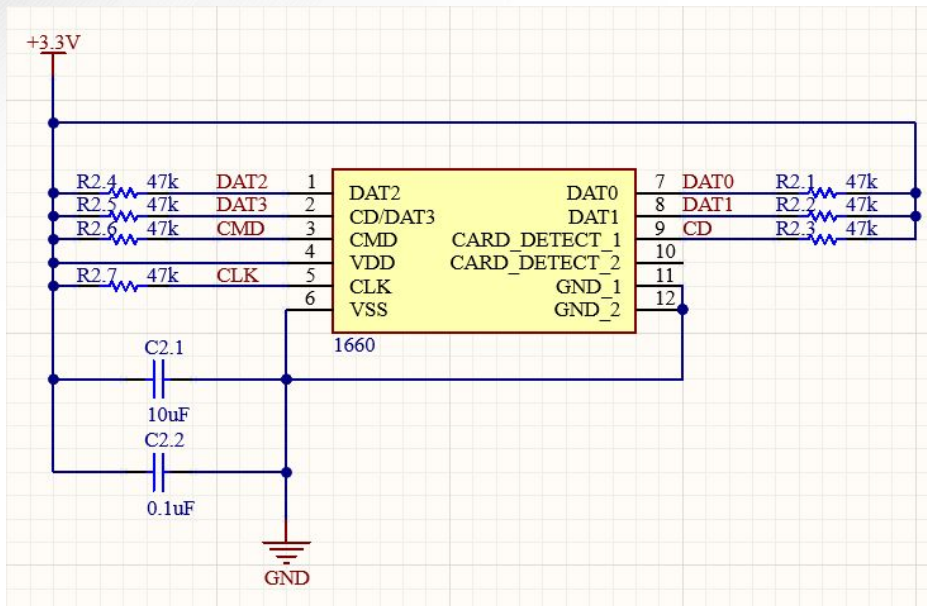 +3.3V
R2.4 47k DAT2 1 DAT2 DAT0 7 DAT0 R2.1 47k
R2.5 47k DAT3 2 CD/DAT3 DAT1 8 DAT1 R2.2 47k
R2.6 47k CMD 3 CMD CARD_DETECT_1 9 CD R2.3 47k
4 VDD CARD_DETECT_2 10
R2.7 47k CLK 5 CLK GND_1 11
6 VSS GND_2 12
1660
C2.1
10uF
C2.2
0.1uF
GND